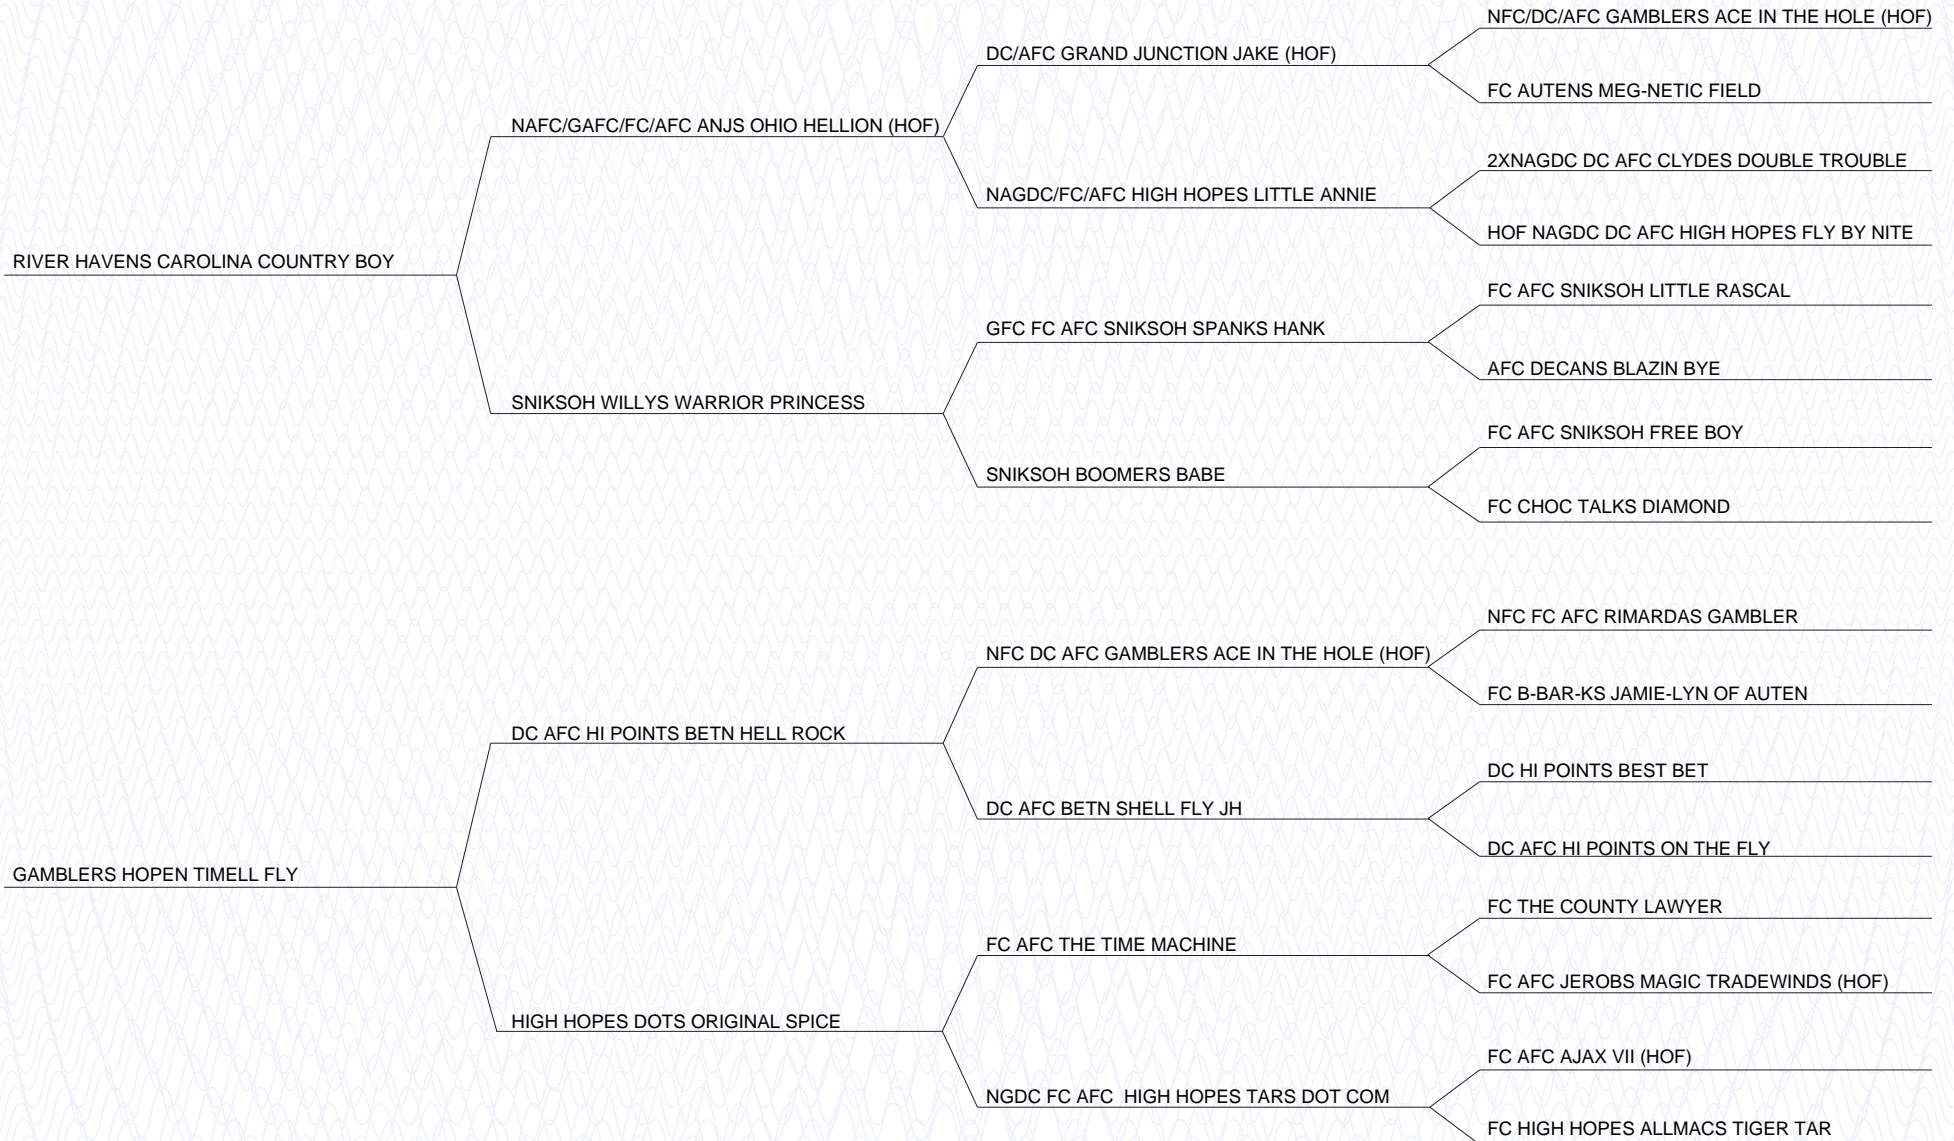 NFC/DC/AFC GAMBLERS ACE IN THE HOLE (HOF)
DC/AFC GRAND JUNCTION JAKE (HOF)
FC AUTENS MEG-NETIC FIELD
NAFC/GAFC/FC/AFC ANJS OHIO HELLION (HOF)
2XNAGDC DC AFC CLYDES DOUBLE TROUBLE
NAGDC/FC/AFC HIGH HOPES LITTLE ANNIE
HOF NAGDC DC AFC HIGH HOPES FLY BY NITE
RIVER HAVENS CAROLINA COUNTRY BOY
FC AFC SNIKSOH LITTLE RASCAL
GFC FC AFC SNIKSOH SPANKS HANK
AFC DECANS BLAZIN BYE
SNIKSOH WILLYS WARRIOR PRINCESS
FC AFC SNIKSOH FREE BOY
SNIKSOH BOOMERS BABE
FC CHOC TALKS DIAMOND
NFC FC AFC RIMARDAS GAMBLER
NFC DC AFC GAMBLERS ACE IN THE HOLE (HOF)
FC B-BAR-KS JAMIE-LYN OF AUTEN
DC AFC HI POINTS BETN HELL ROCK
DC HI POINTS BEST BET
DC AFC BETN SHELL FLY JH
DC AFC HI POINTS ON THE FLY
GAMBLERS HOPEN TIMELL FLY
FC THE COUNTY LAWYER
FC AFC THE TIME MACHINE
FC AFC JEROBS MAGIC TRADEWINDS (HOF)
HIGH HOPES DOTS ORIGINAL SPICE
FC AFC AJAX VII (HOF)
NGDC FC AFC  HIGH HOPES TARS DOT COM
FC HIGH HOPES ALLMACS TIGER TAR